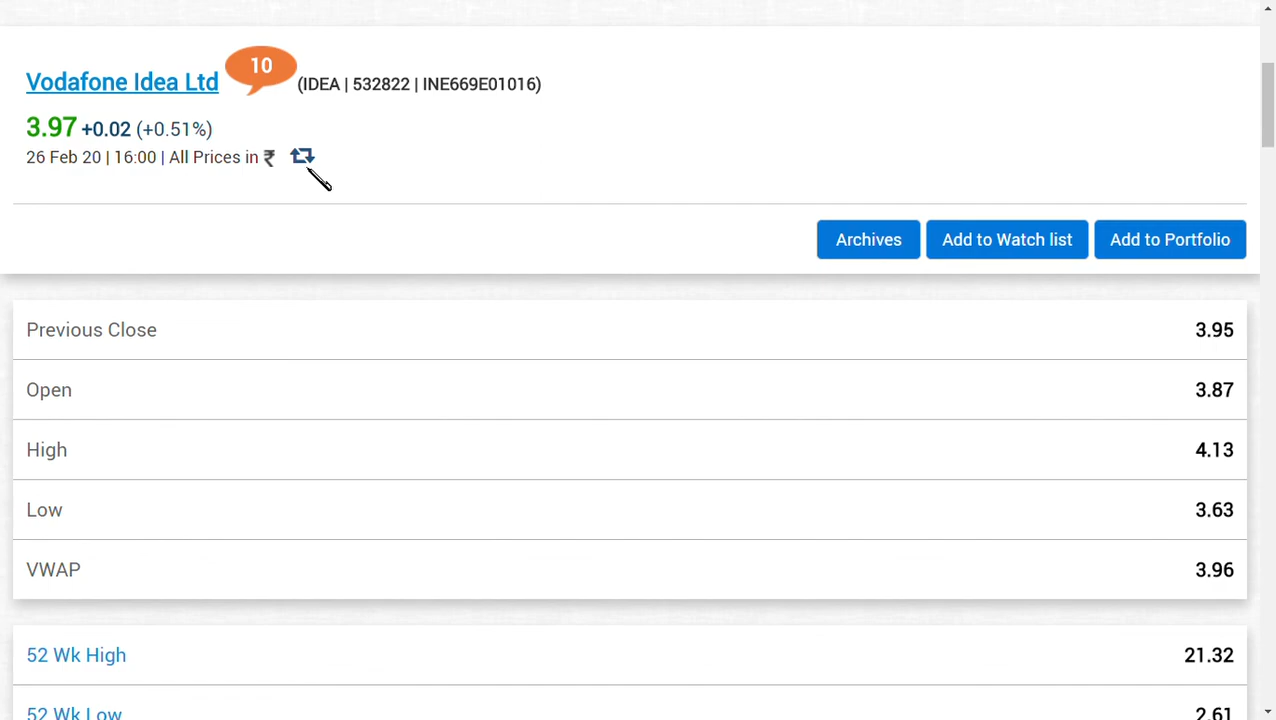 Vodafone Idea Ltd 10 (IDEA | 532822 | INE669E01016)
3.97 +0.02 (+0.51%)
26 Feb 20 | 16:00 | All Prices in ₹
Archives Add to Watch list Add to Portfolio
Previous Close 3.95
Open 3.87
High 4.13
Low 3.63
VWAP 3.96
52 Wk High 21.32
52 Wk Low 2.61